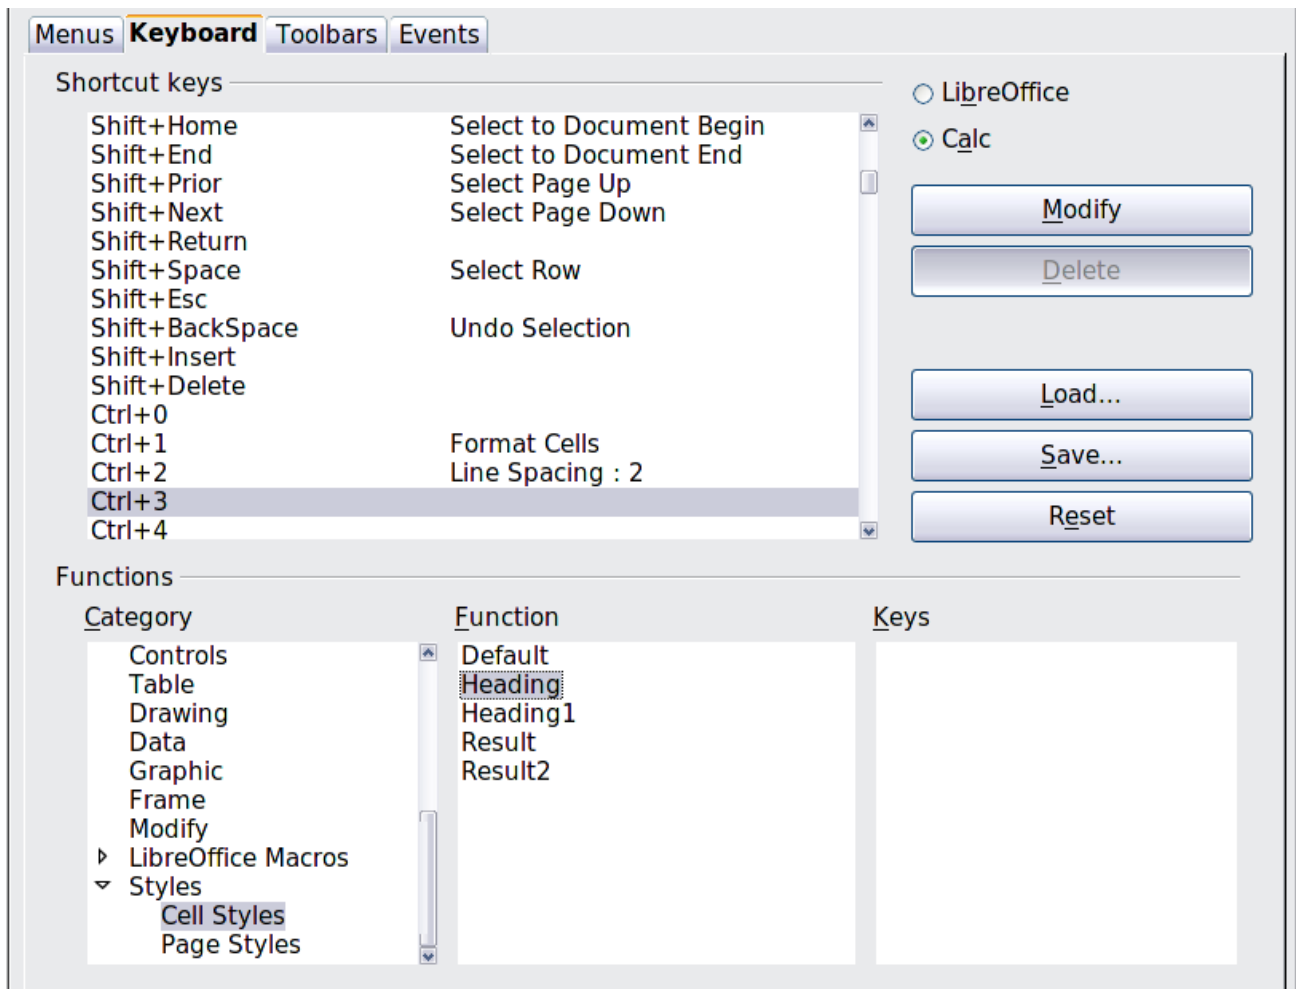 Menus Keyboard Toolbars Events
Shortcut keys
Shift+Home Select to Document Begin
Shift+End Select to Document End
Shift+Prior Select Page Up
Shift+Next Select Page Down
Shift+Return
Shift+Space Select Row
Shift+Esc
Shift+BackSpace Undo Selection
Shift+Insert
Shift+Delete
Ctrl+0
Ctrl+1 Format Cells
Ctrl+2 Line Spacing : 2
Ctrl+3
Ctrl+4
LibreOffice
Calc
Modify
Delete
Load...
Save...
Reset
Functions
Category
Controls
Table
Drawing
Data
Graphic
Frame
Modify
LibreOffice Macros
Styles
Cell Styles
Page Styles
Function
Default
Heading
Heading1
Result
Result2
Keys